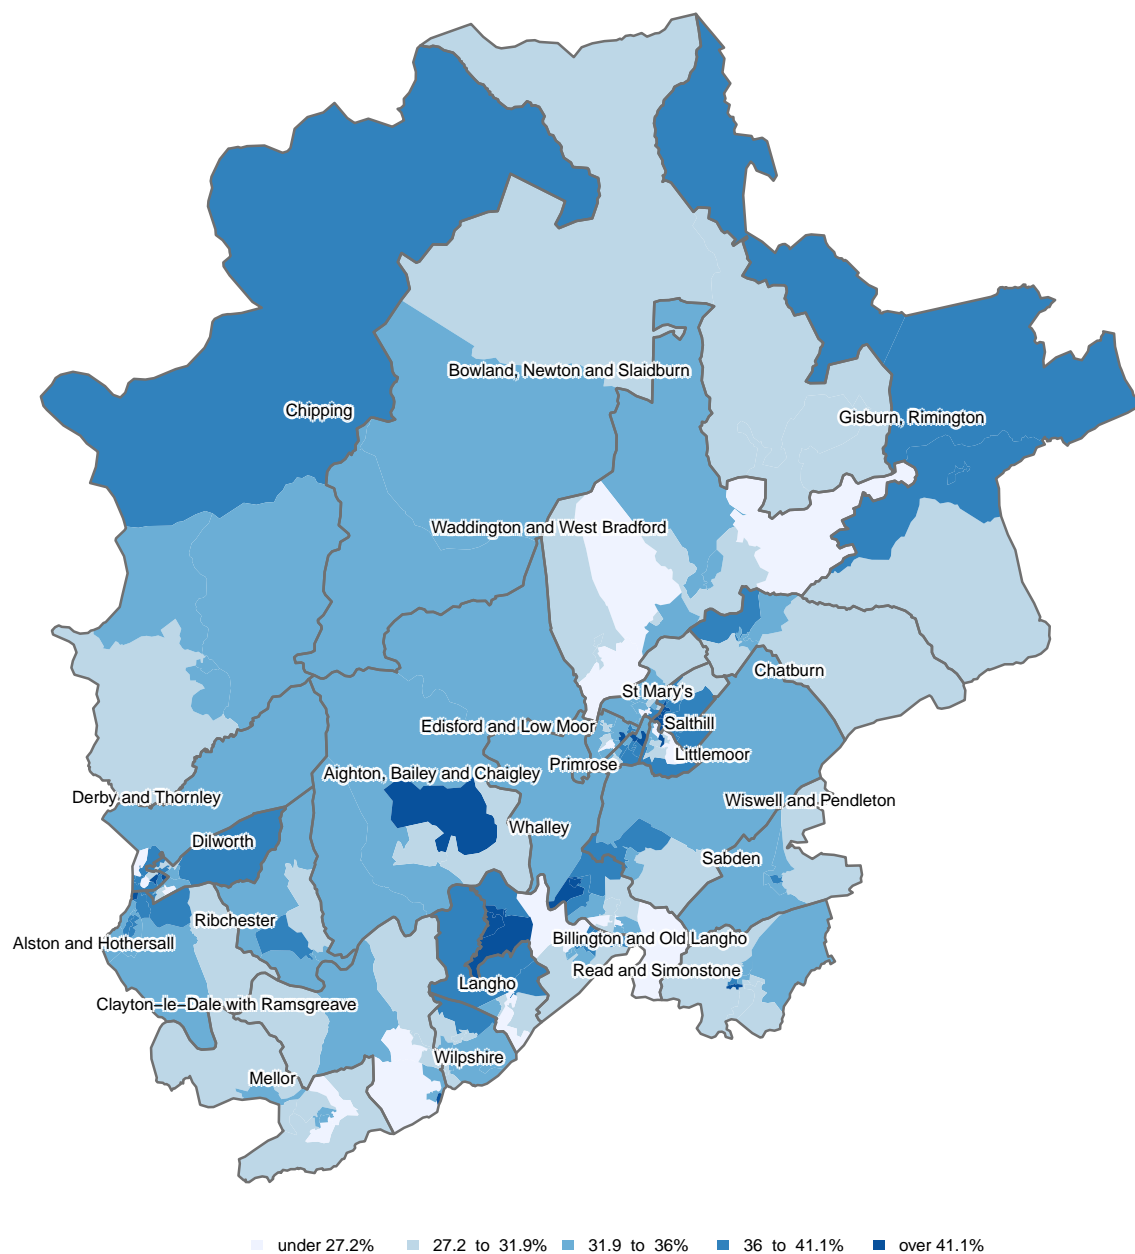 Bowland, Newton and Slaidburn
Chipping
Gisburn, Rimington
Waddington and West Bradford
Chatburn
St Mary's
Edisford and Low Moor
Salthill
Littlemoor
Primrose
Aighton, Bailey and Chaigley
Derby and Thornley
Wiswell and Pendleton
Whalley
Dilworth
Sabden
Ribchester
Alston and Hothersall
Billington and Old Langho
Read and Simonstone
Langho
Clayton–le–Dale with Ramsgreave
Wilpshire
Mellor
under 27.2% 27.2 to 31.9% 31.9 to 36% 36 to 41.1% over 41.1%